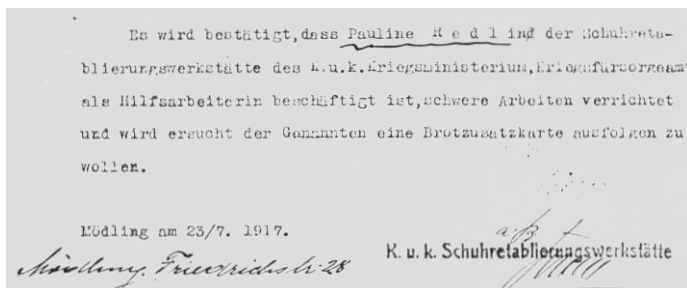 Es wird bestätigt,dass Pauline R e d l ind der Schuhreta-
blierungswerkstätte des K.u.k.Kriegsministerium,Kriegsfürsorgeamt
als Hilfsarbeiterin beschäftigt ist,schwere Arbeiten verrichtet
und wird ersucht der Genannten eine Brotzusatzkarte ausfolgen zu
wollen.
Mödling am 23/7. 1917.
K. u. k. Schuhretablierungswerkstätte
Mödling. Friedrichstr. 28